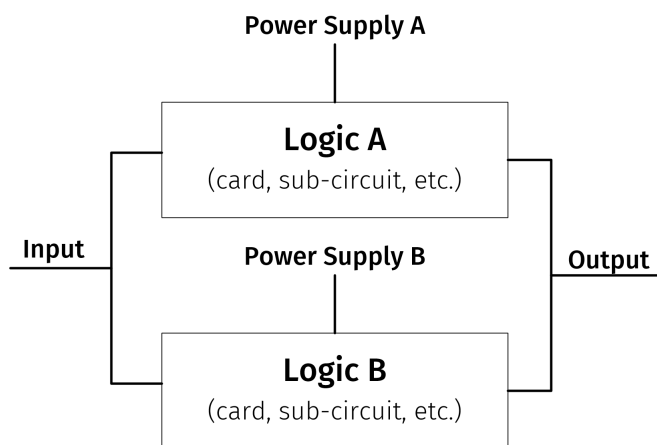 Power Supply A
Logic A
(card, sub-circuit, etc.)
Input
Power Supply B
Output
Logic B
(card, sub-circuit, etc.)